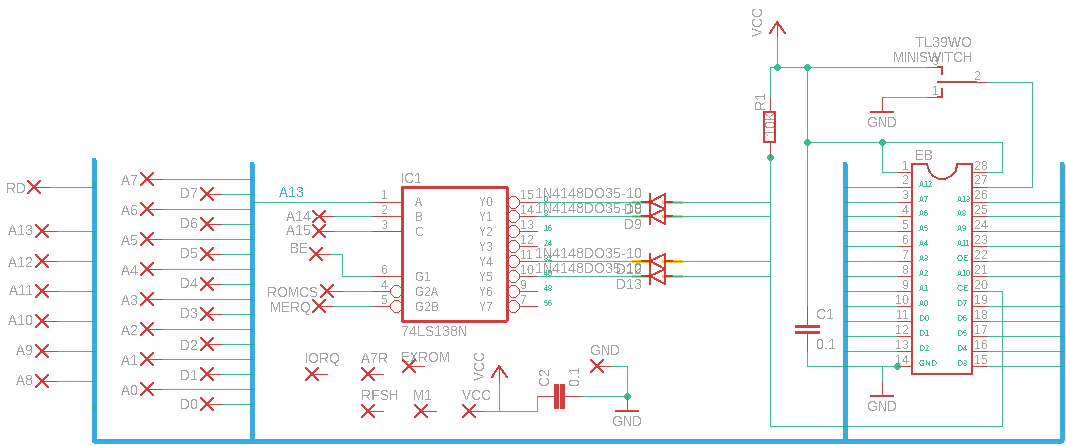 VCC
TL39WO
MINISWITCH
3
2
1
GND
R1
10K
RD
A13
A12
A11
A10
A9
A8
A7
A6
A5
A4
A3
A2
A1
A0
D7
D6
D5
D4
D3
D2
D1
D0
A13
A14
A15
BE
ROMCS
MERQ
IC1
1
2
3
6
4
5
A
B
C
G1
G2A
G2B
Y0
Y1
Y2
Y3
Y4
Y5
Y6
Y7
74LS138N
15
14
13
12
11
10
9
7
16
24
48
56
1N4148DO35-10
1N4148DO35-10
D9
1N4148DO35-10
1N4148DO35-10
D12
D13
IORQ
A7R
EXROM
RFSH
M1
VCC
VCC
C2
0.1
GND
GND
C1
0.1
EB
1
2
3
4
5
6
7
8
9
10
11
12
13
14
A12
A7
A6
A5
A4
A3
A2
A1
A0
D0
D1
D2
GND
28
27
26
25
24
23
22
21
20
19
18
17
16
15
A13
A8
A9
A11
OE
A10
CE
D7
D6
D5
D4
D3
GND